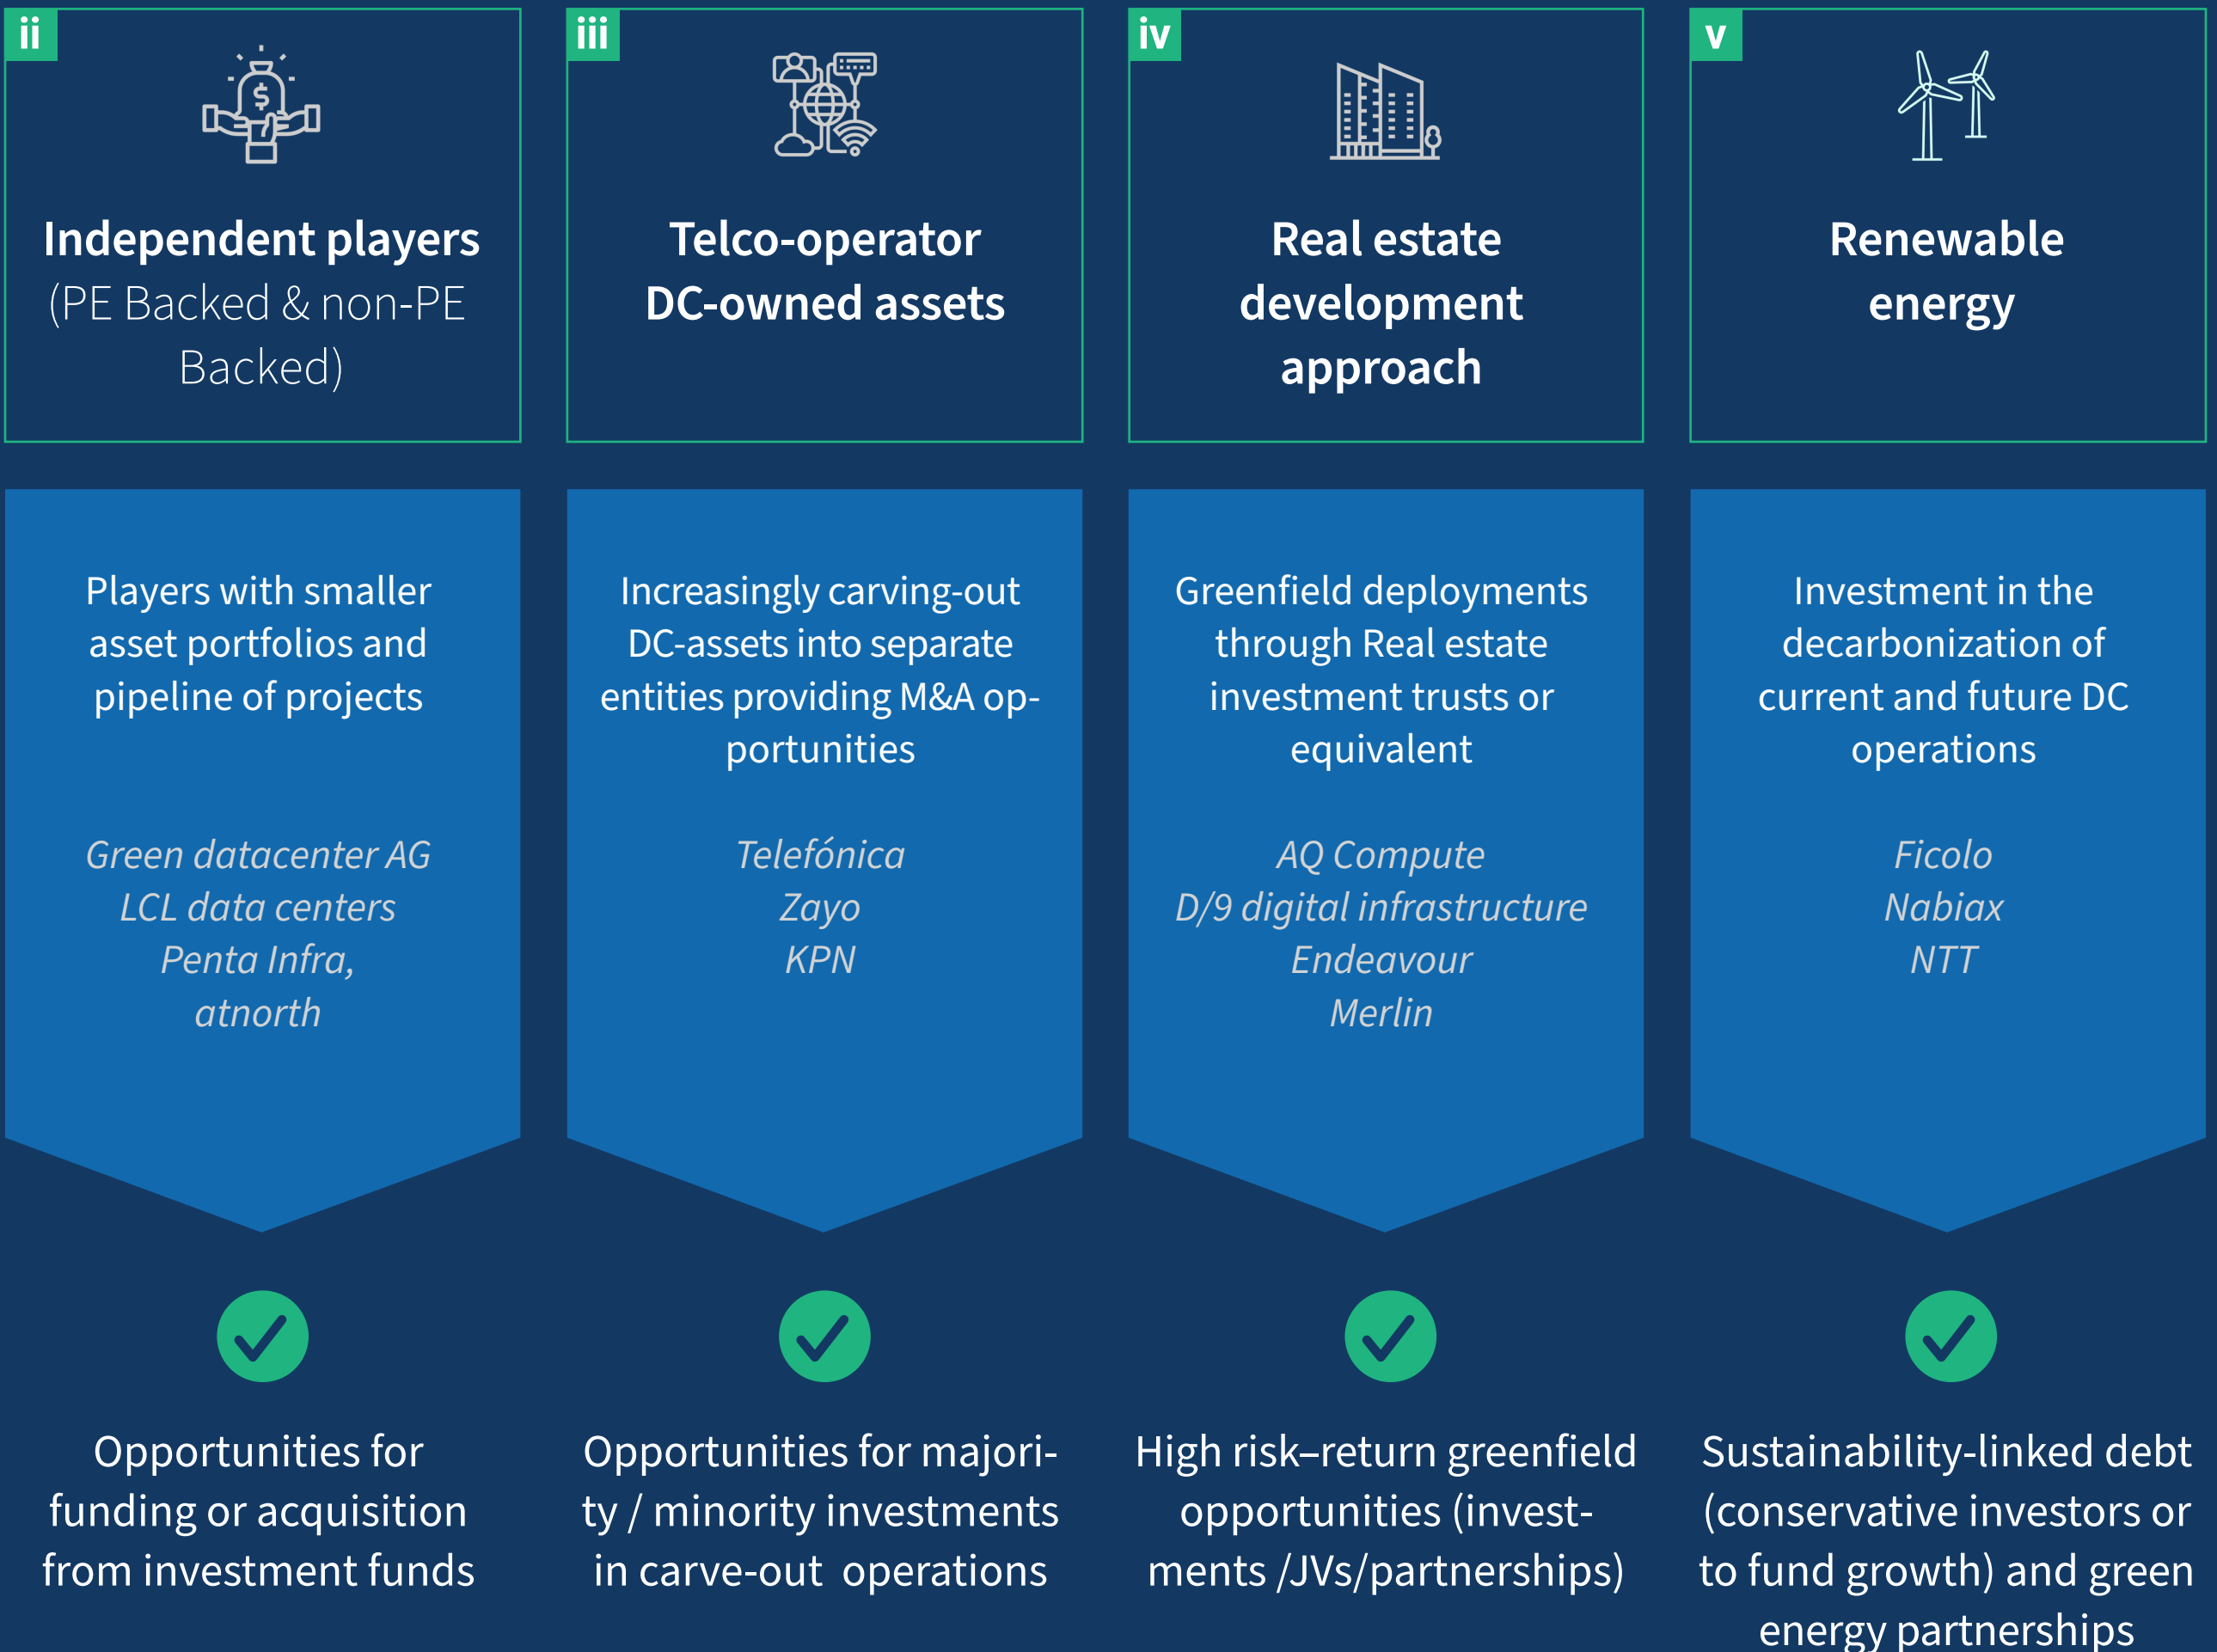 ii
Independent players
(PE Backed & non-PE
Backed)
Players with smaller
asset portfolios and
pipeline of projects
Green datacenter AG
LCL data centers
Penta Infra,
atnorth
Opportunities for
funding or acquisition
from investment funds
iii
Telco-operator
DC-owned assets
Increasingly carving-out
DC-assets into separate
entities providing M&A op-
portunities
Telefónica
Zayo
KPN
Opportunities for majori-
ty / minority investments
in carve-out operations
iv
Real estate
development
approach
Greenfield deployments
through Real estate
investment trusts or
equivalent
AQ Compute
D/9 digital infrastructure
Endeavour
Merlin
High risk–return greenfield
opportunities (invest-
ments /JVs/partnerships)
v
Renewable
energy
Investment in the
decarbonization of
current and future DC
operations
Ficolo
Nabiax
NTT
Sustainability-linked debt
(conservative investors or
to fund growth) and green
energy partnerships